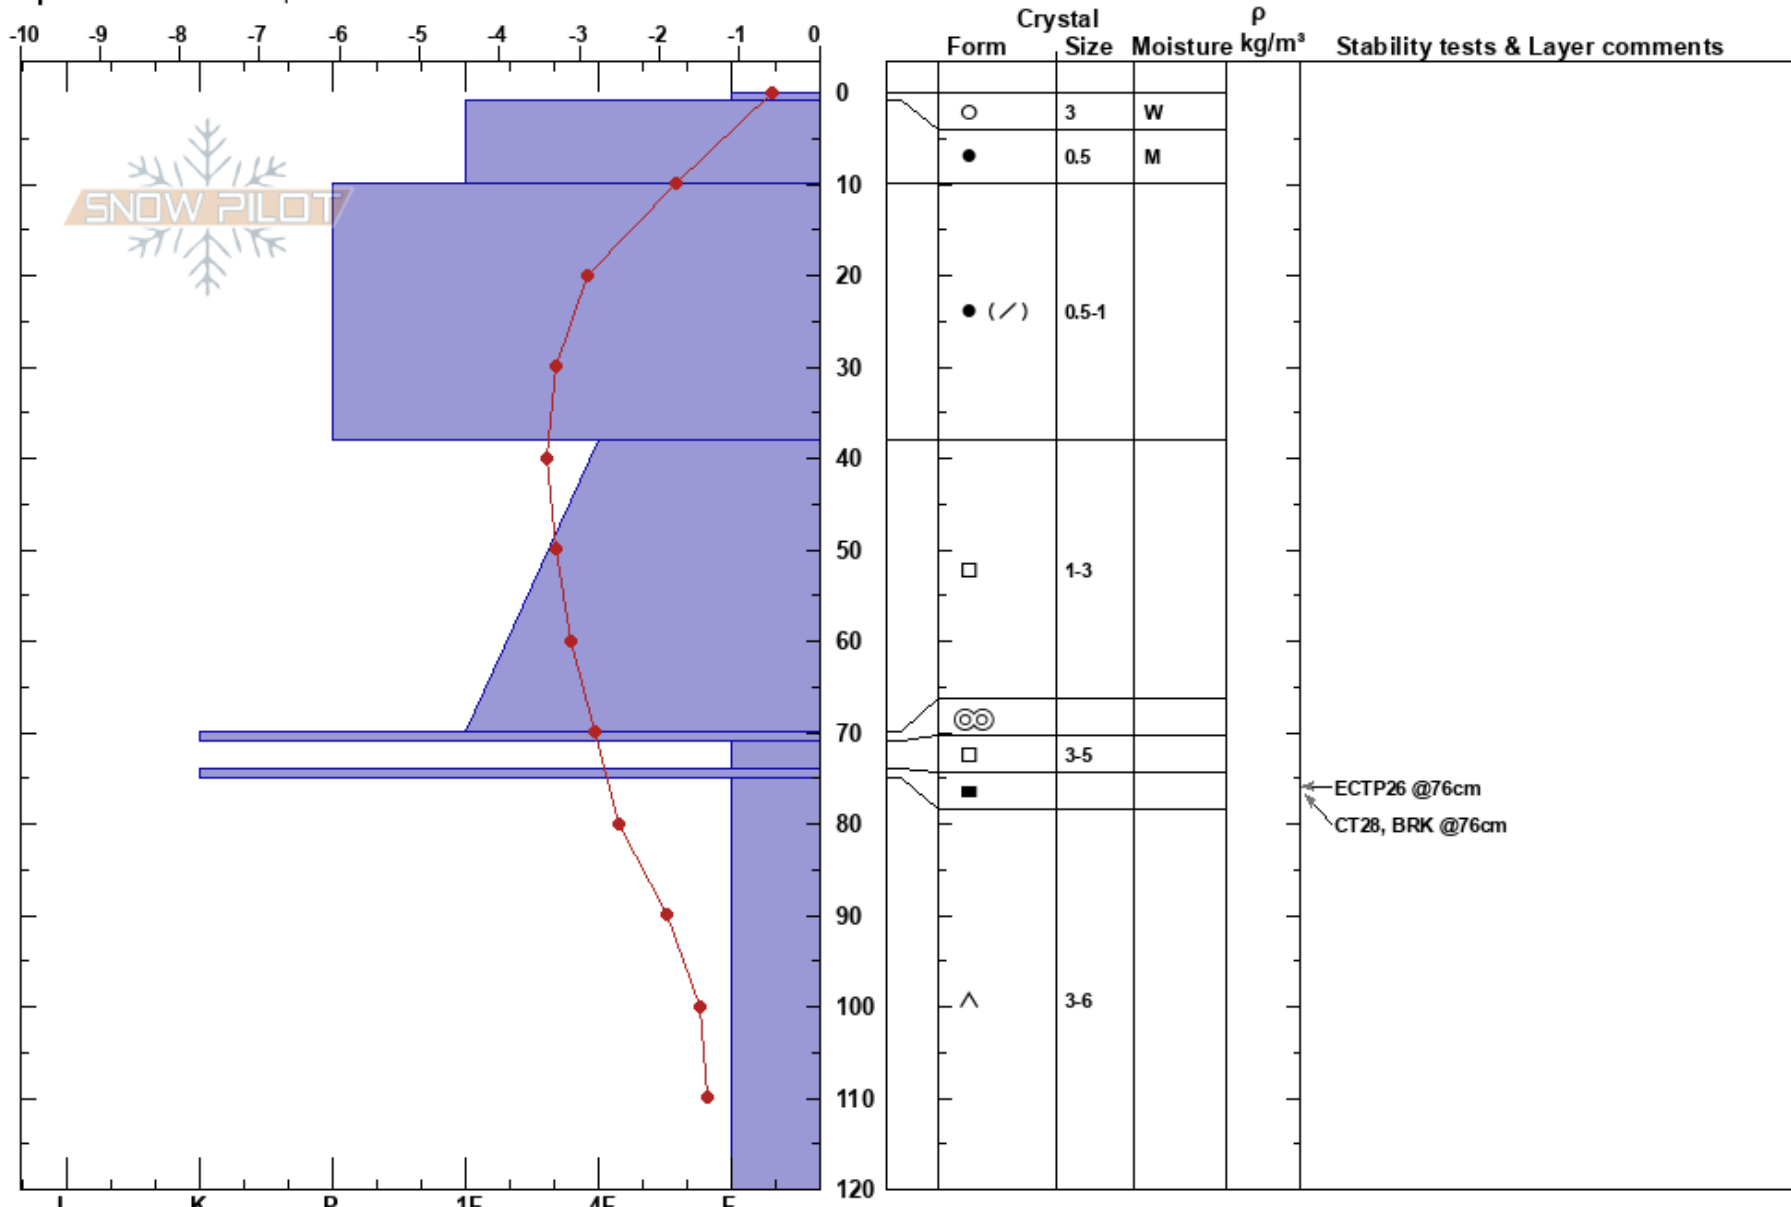 Crystal ρ
-10 -9 -8 -7 -6 -5 -4 -3 -2 -1 0
Form Size Moisture kg/m³ Stability tests & Layer comments
0
3 W
0.5 M
10
SNOW PILOT
20
0.5-1
30
40
50
1-3
60
70
3-5
ECTP26 @76cm
80
CT28, BRK @76cm
90
100
3-6
110
120
I K P 1F 4F F